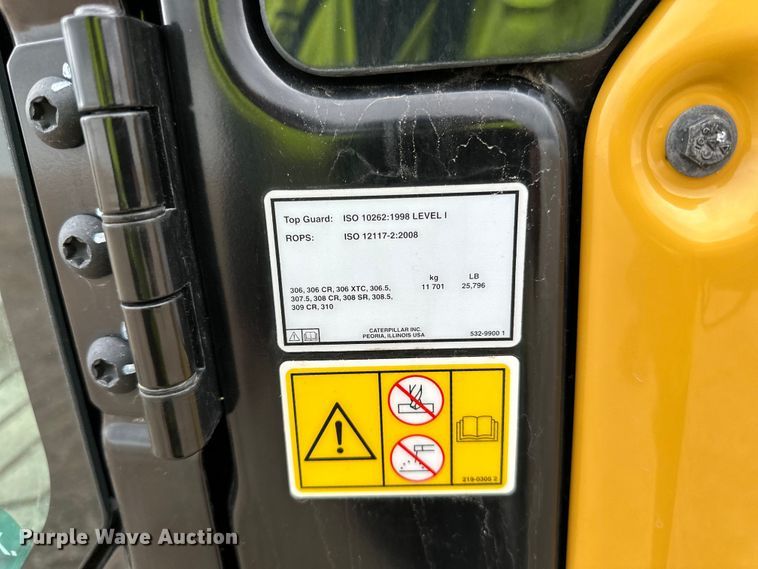 Top Guard: ISO 10262:1998 LEVEL I
ROPS: ISO 12117-2:2008
kg LB
306, 306 CR, 306 XTC, 306.5, 11 701 25,796
307.5, 308 CR, 308 SR, 308.5,
309 CR, 310
CATERPILLAR INC.
PEORIA, ILLINOIS USA
532-9900 1
219-0306 2
Purple Wave Auction